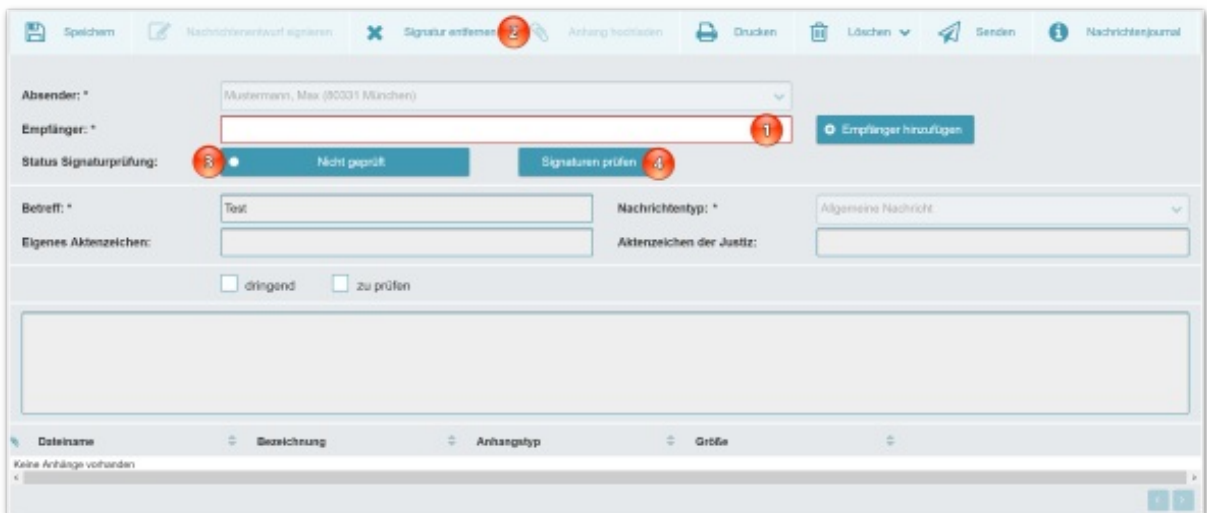 Speichern Nachrichtenentwurf signieren Signatur entfernen 2 Anhang hochladen Drucken Löschen Senden Nachrichtenjournal
Absender: * Mustermann, Max (80331 München)
Empfänger: * 1 Empfänger hinzufügen
Status Signaturprüfung: 3 Nicht geprüft Signaturen prüfen 4
Betreff: * Test Nachrichtentyp: * Allgemeine Nachricht
Eigenes Aktenzeichen: Aktenzeichen der Justiz:
dringend zu prüfen
Dateiname Bezeichnung Anhangstyp Größe
Keine Anhänge vorhanden